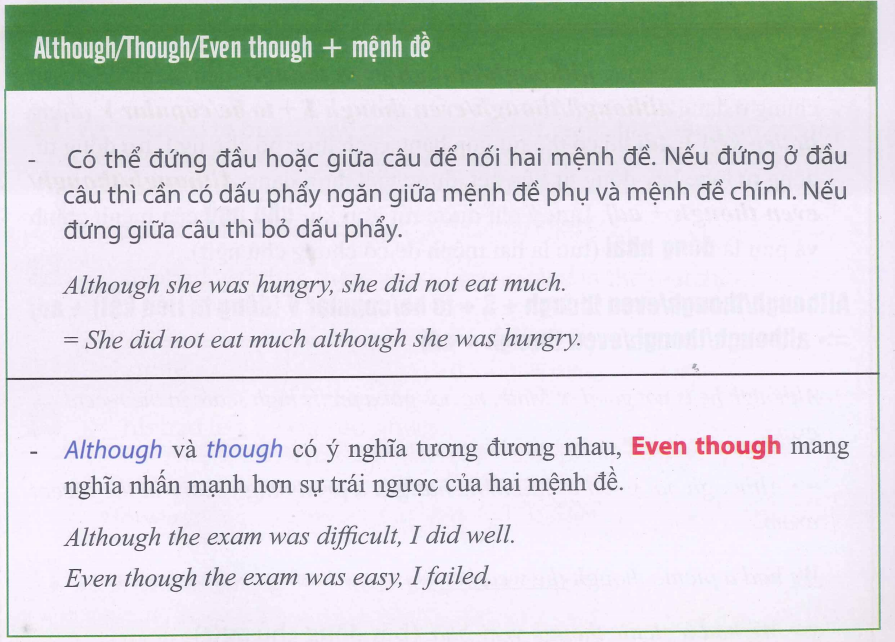 Although/Though/Even though + mệnh đề
- Có thể đứng đầu hoặc giữa câu để nối hai mệnh đề. Nếu đứng ở đầu
câu thì cần có dấu phẩy ngăn giữa mệnh đề phụ và mệnh đề chính. Nếu
đứng giữa câu thì bỏ dấu phẩy.
Although she was hungry, she did not eat much.
= She did not eat much although she was hungry.
- Although và though có ý nghĩa tương đương nhau, Even though mang
nghĩa nhấn mạnh hơn sự trái ngược của hai mệnh đề.
Although the exam was difficult, I did well.
Even though the exam was easy, I failed.